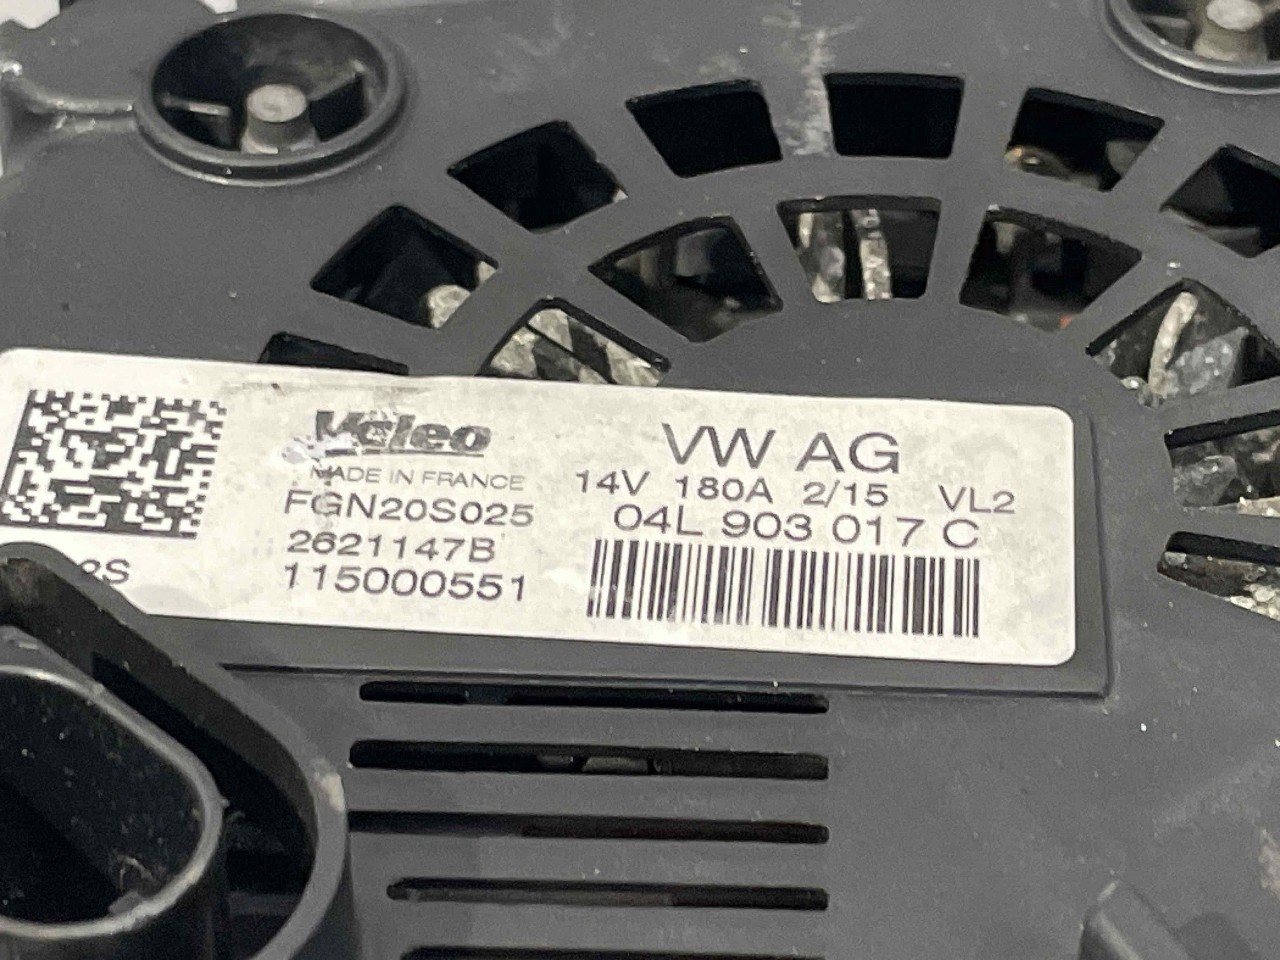 Valeo
MADE IN FRANCE
FGN20S025
2621147B
115000551
VW AG
14V 180A 2/15 VL2
04L 903 017 C